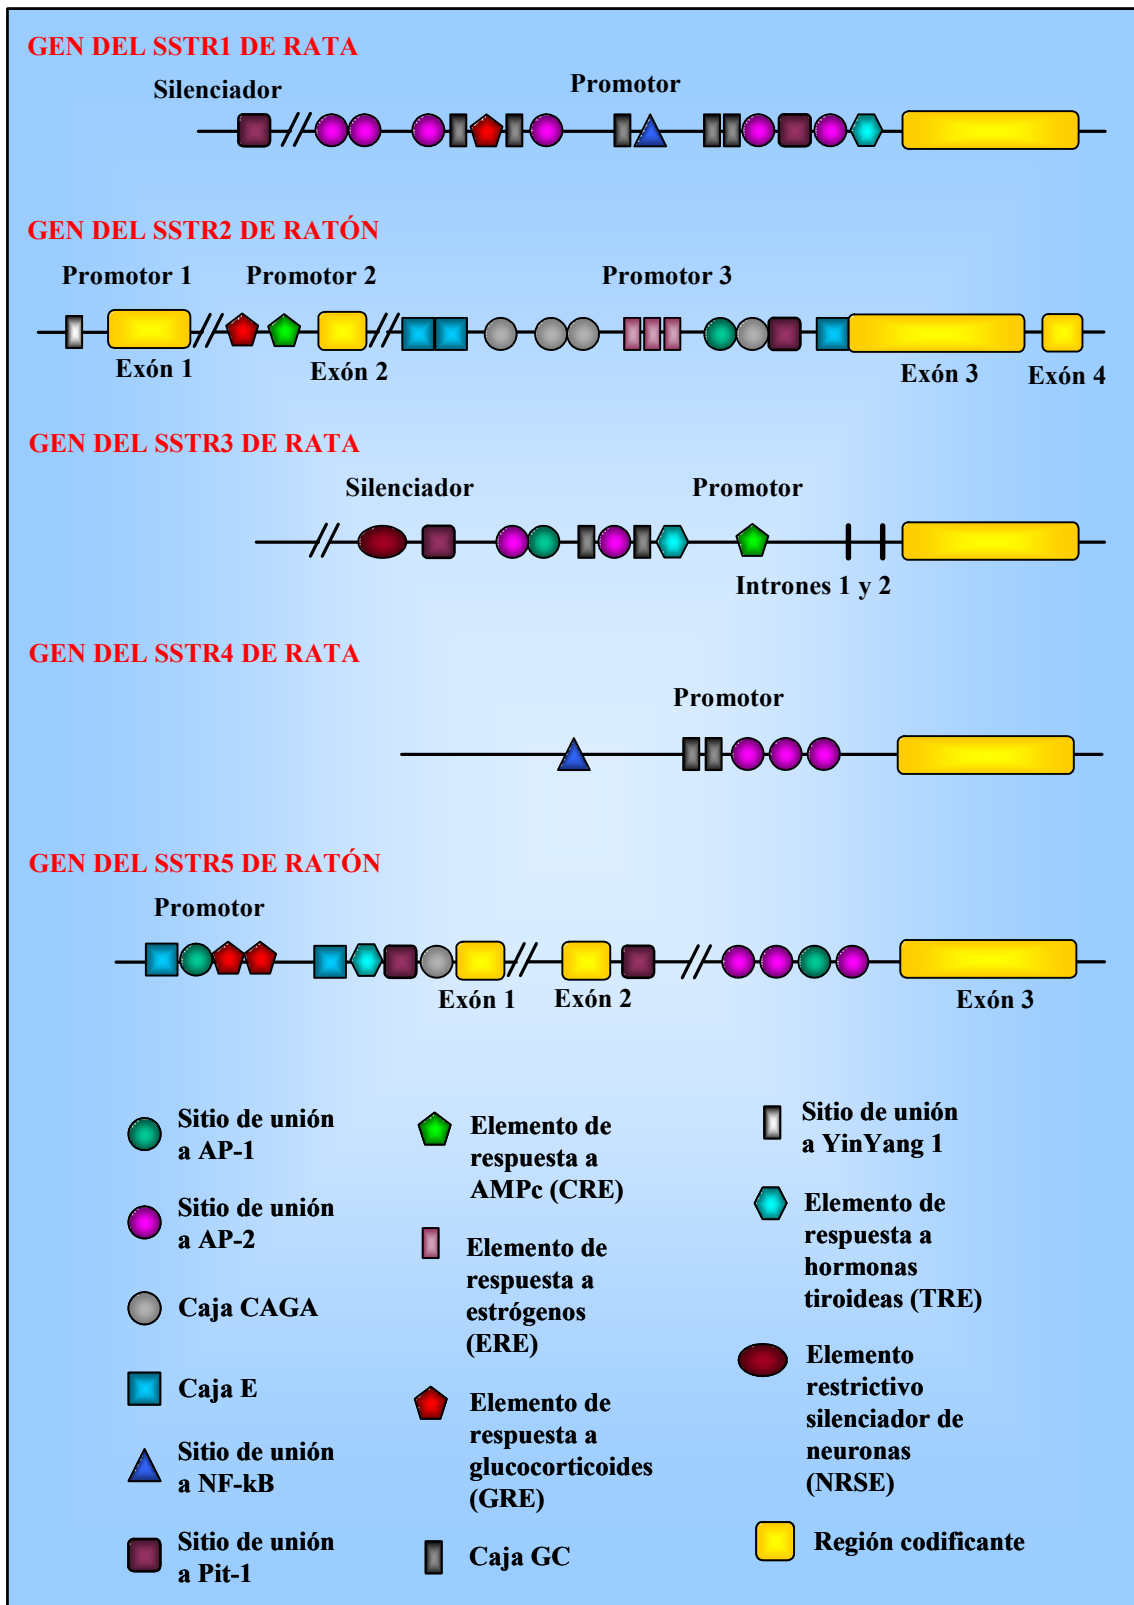 GEN DEL SSTR1 DE RATA
Silenciador
Promotor
GEN DEL SSTR2 DE RATÓN
Promotor 1
Promotor 2
Promotor 3
Exón 1
Exón 2
Exón 3
Exón 4
GEN DEL SSTR3 DE RATA
Silenciador
Promotor
Intrones 1 y 2
GEN DEL SSTR4 DE RATA
Promotor
GEN DEL SSTR5 DE RATÓN
Promotor
Exón 1
Exón 2
Exón 3
Sitio de unión
a AP-1
Sitio de unión
a AP-2
Caja CAGA
Caja E
Sitio de unión
a NF-kB
Sitio de unión
a Pit-1
Elemento de
respuesta a
AMPc (CRE)
Elemento de
respuesta a
estrógenos
(ERE)
Elemento de
respuesta a
glucocorticoides
(GRE)
Caja GC
Sitio de unión
a YinYang 1
Elemento de
respuesta a
hormonas
tiroideas (TRE)
Elemento
restrictivo
silenciador de
neuronas
(NRSE)
Región codificante